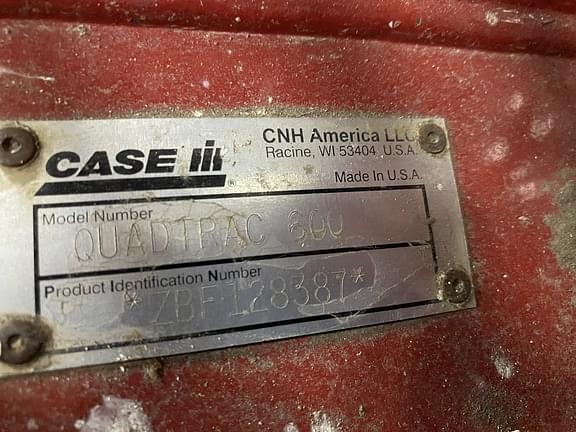 CASE IH®
CNH America LLC
Racine, WI 53404 U.S.A.
Made In U.S.A.
Model Number
QUADTRAC 600
Product Identification Number
*ZBF128387*